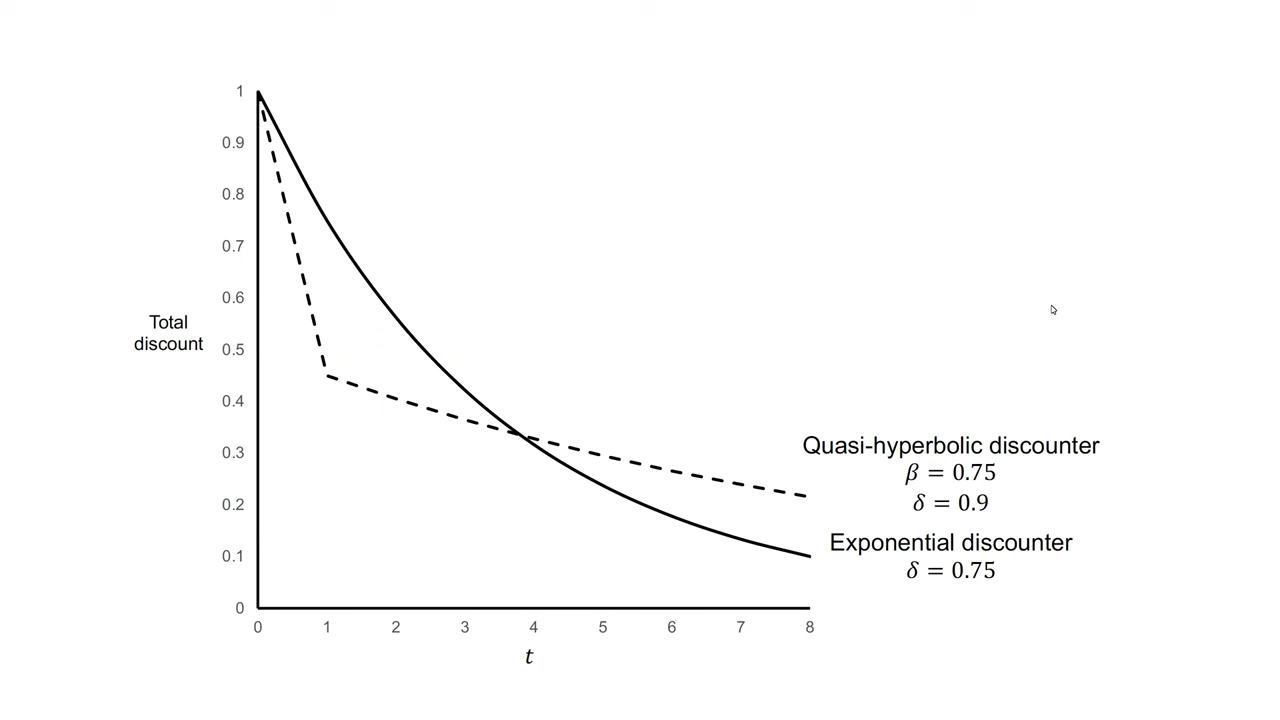 1
0.9
0.8
0.7
0.6
0.5
0.4
0.3
0.2
0.1
0
Total
discount
0 1 2 3 4 5 6 7 8
t
Quasi-hyperbolic discounter
β = 0.75
δ = 0.9
Exponential discounter
δ = 0.75